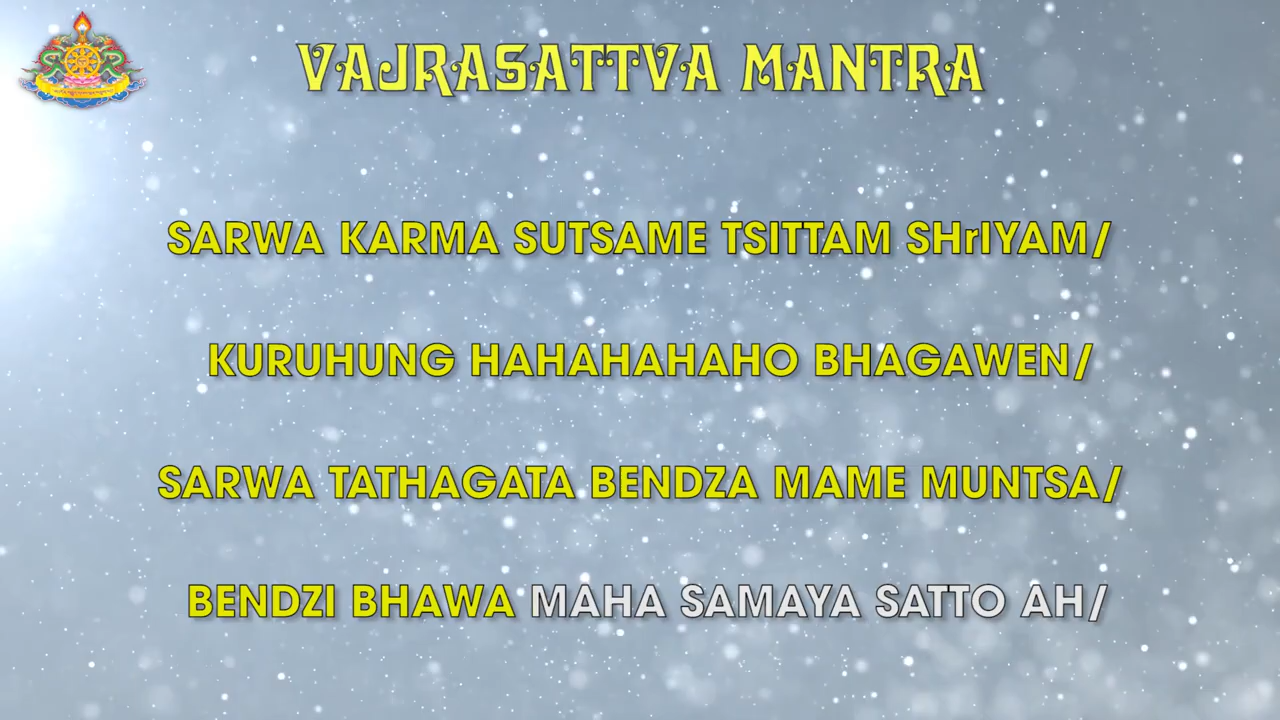 VAJRASATTVA MANTRA
SARWA KARMA SUTSAME TSITTAM SHrIYAM/
KURUHUNG HAHAHAHAHO BHAGAWEN/
SARWA TATHAGATA BENDZA MAME MUNTSA/
BENDZI BHAWA MAHA SAMAYA SATTO AH/